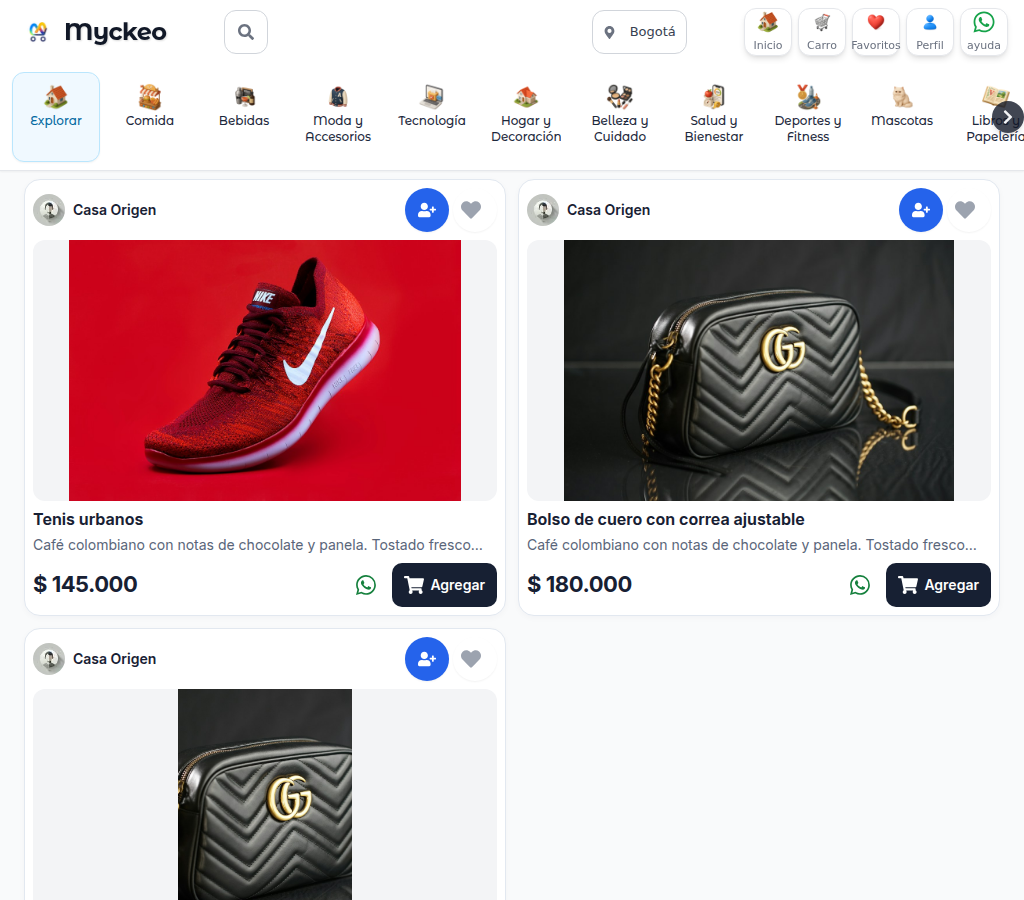 Myckeo
Bogotá
Inicio
Carro
Favoritos
Perfil
ayuda
Explorar
Comida
Bebidas
Moda y
Accesorios
Tecnología
Hogar y
Decoración
Belleza y
Cuidado
Salud y
Bienestar
Deportes y
Fitness
Mascotas
Papelería
Casa Origen
NIKE
Tenis urbanos
Café colombiano con notas de chocolate y panela. Tostado fresco...
$ 145.000
Agregar
Casa Origen
Bolso de cuero con correa ajustable
Café colombiano con notas de chocolate y panela. Tostado fresco...
$ 180.000
Agregar
Casa Origen